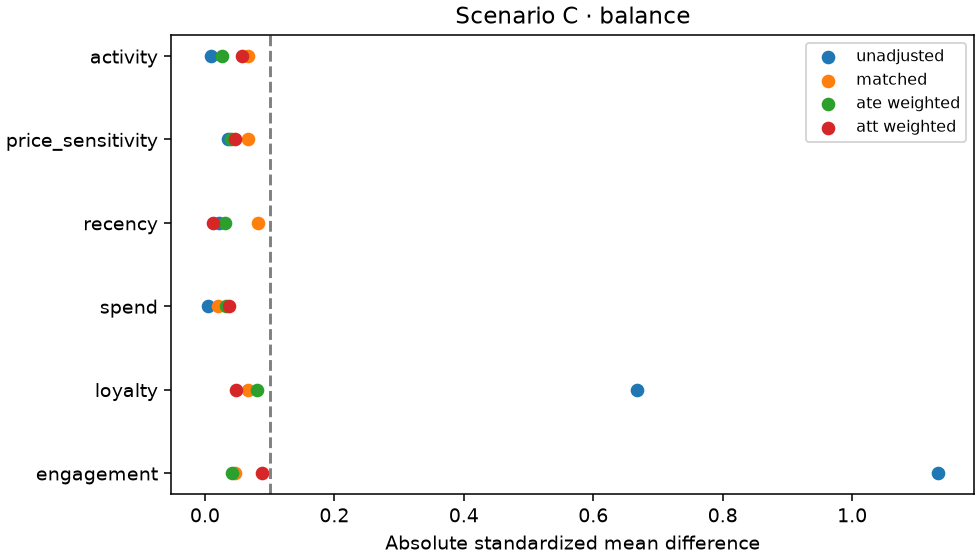 Scenario C · balance
unadjusted
matched
ate weighted
att weighted
activity
price_sensitivity
recency
spend
loyalty
engagement
0.0 0.2 0.4 0.6 0.8 1.0
Absolute standardized mean difference